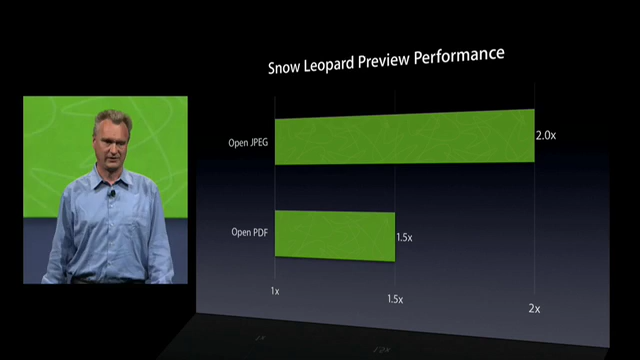 Snow Leopard Preview Performance
Open JPEG
2.0x
Open PDF
1.5x
1x
1.5x
2x